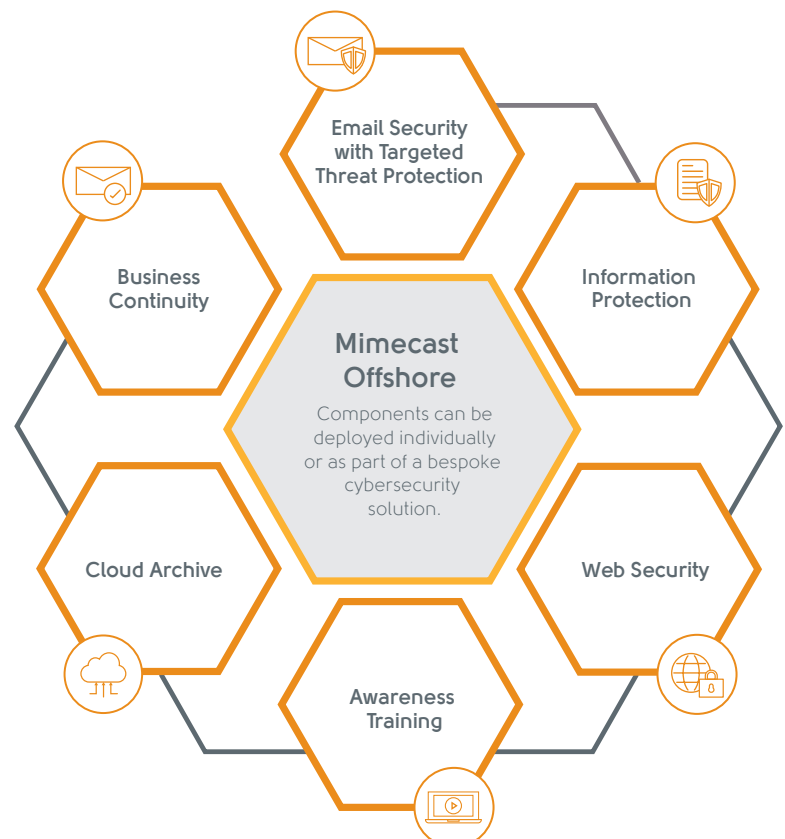 Email Security
with Targeted
Threat Protection
Business
Continuity
Information
Protection
Mimecast
Offshore
Components can be
deployed individually
or as part of a bespoke
cybersecurity
solution.
Cloud Archive
Web Security
Awareness
Training